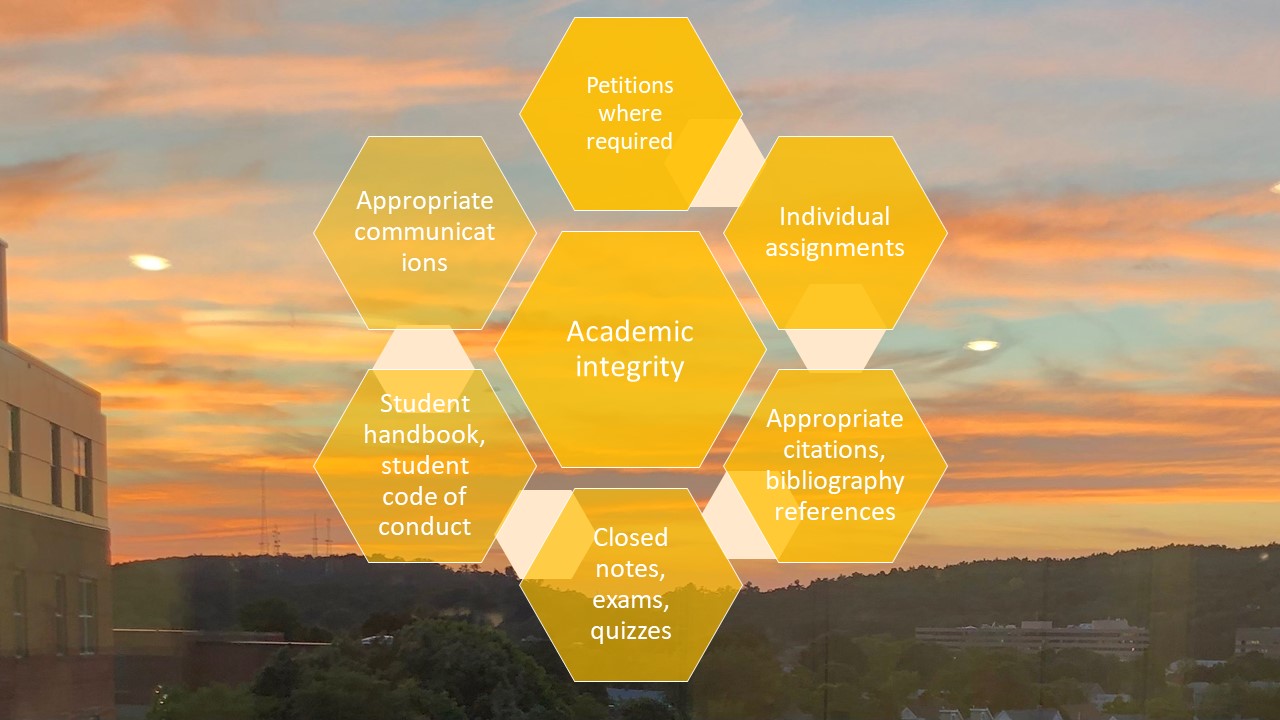 Petitions
where
required
Individual
assignments
Appropriate
citations,
bibliography
references
Closed
notes,
exams,
quizzes
Student
handbook,
student
code of
conduct
Appropriate
communicat
ions
Academic
integrity